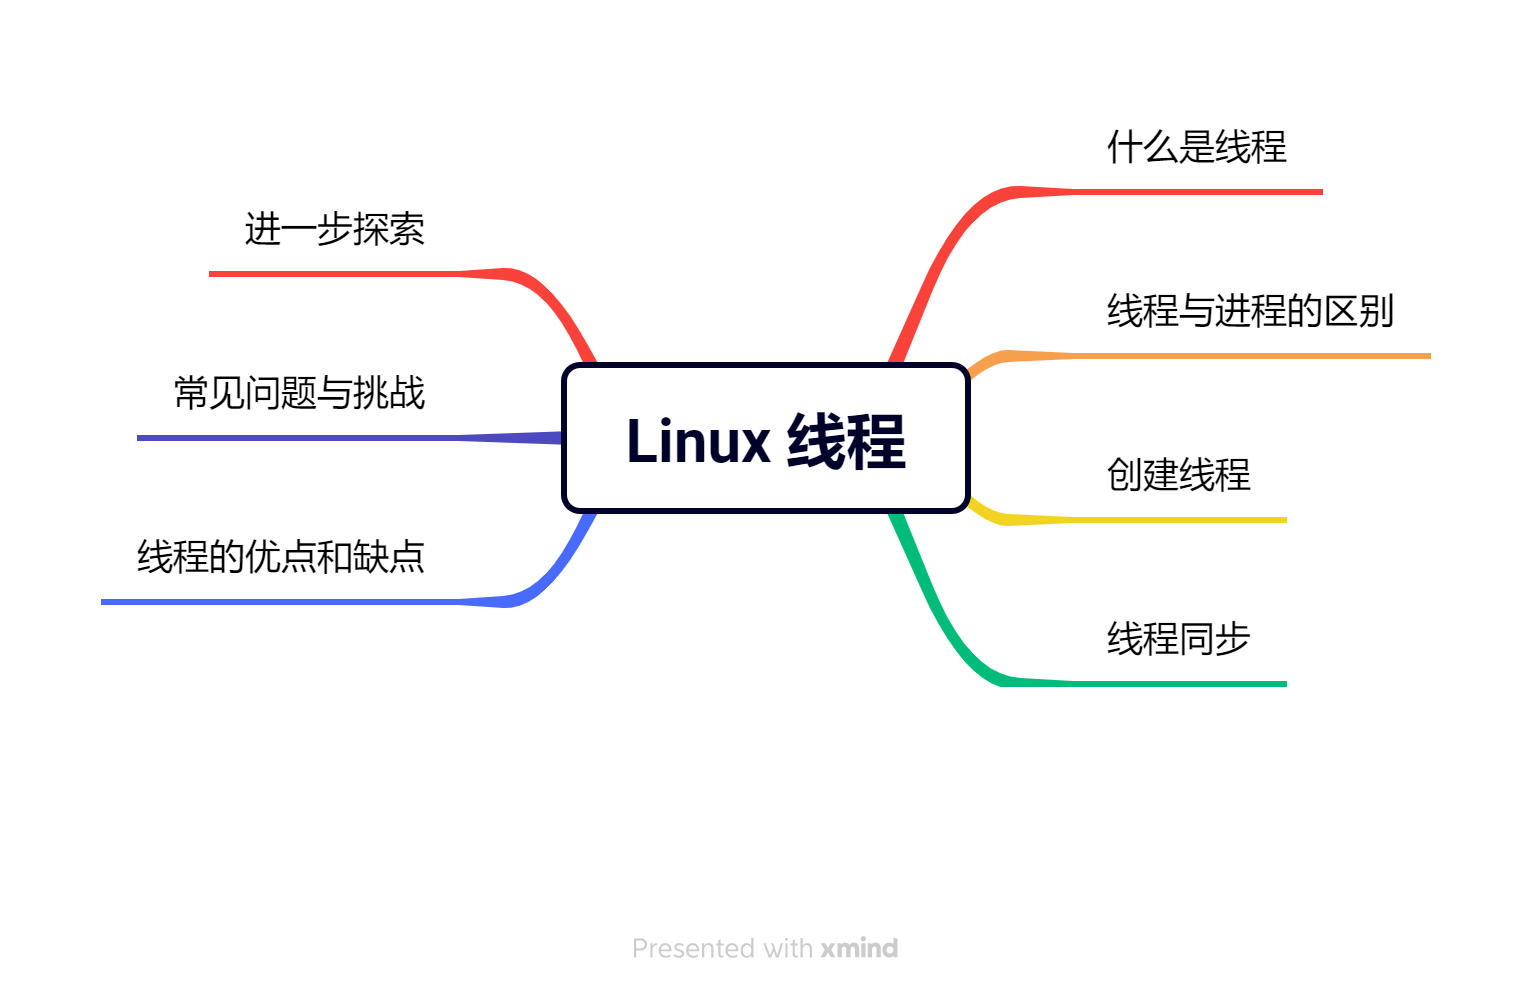 什么是线程
进一步探索
线程与进程的区别
常见问题与挑战
Linux 线程
创建线程
线程的优点和缺点
线程同步
Presented with xmind